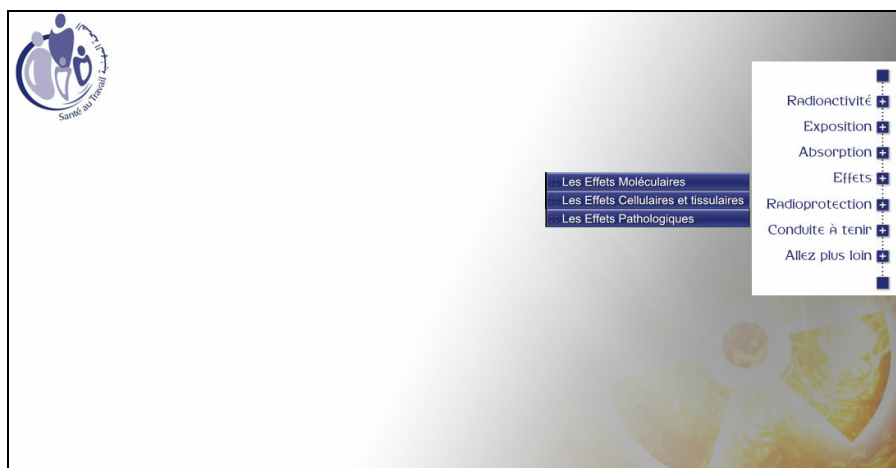 Santé au Travail
Radioactivité
Exposition
Absorption
Effets
Les Effets Moléculaires
Les Effets Cellulaires et tissulaires
Les Effets Pathologiques
Radioprotection
Conduite à tenir
Allez plus loin